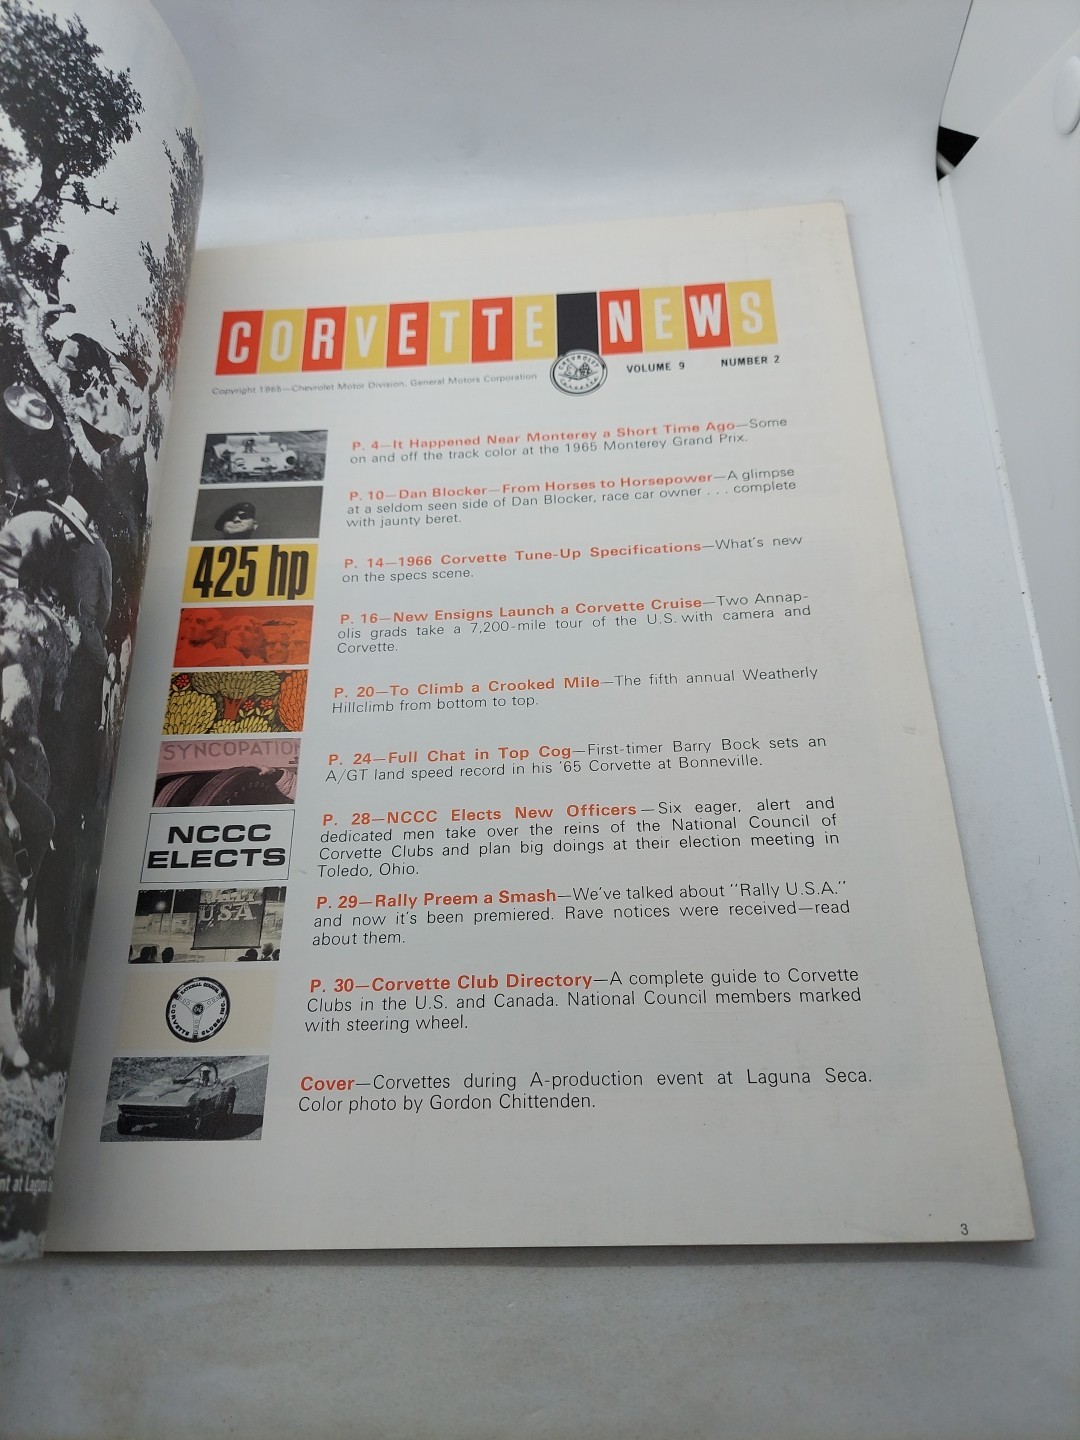 CORVETTE NEWS
Copyright 1965—Chevrolet Motor Division, General Motors Corporation
CHEVROLET
Corvette
VOLUME 9 NUMBER 2
P. 4—It Happened Near Monterey a Short Time Ago—Some
on and off the track color at the 1965 Monterey Grand Prix.
P. 10—Dan Blocker—From Horses to Horsepower—A glimpse
at a seldom seen side of Dan Blocker, race car owner . . . complete
with jaunty beret.
425 hp
P. 14—1966 Corvette Tune-Up Specifications—What's new
on the specs scene.
P. 16—New Ensigns Launch a Corvette Cruise—Two Annap-
olis grads take a 7,200-mile tour of the U.S. with camera and
Corvette.
P. 20—To Climb a Crooked Mile—The fifth annual Weatherly
Hillclimb from bottom to top.
SYNCOPATION
P. 24—Full Chat in Top Cog—First-timer Barry Bock sets an
A/GT land speed record in his '65 Corvette at Bonneville.
NCCC
ELECTS
P. 28—NCCC Elects New Officers—Six eager, alert and
dedicated men take over the reins of the National Council of
Corvette Clubs and plan big doings at their election meeting in
Toledo, Ohio.
RALLY
U.S.A.
P. 29—Rally Preem a Smash—We've talked about "Rally U.S.A."
and now it's been premiered. Rave notices were received—read
about them.
NATIONAL COUNCIL
CORVETTE CLUBS, INC.
P. 30—Corvette Club Directory—A complete guide to Corvette
Clubs in the U.S. and Canada. National Council members marked
with steering wheel.
Cover—Corvettes during A-production event at Laguna Seca.
Color photo by Gordon Chittenden.
nt at Laguna
3